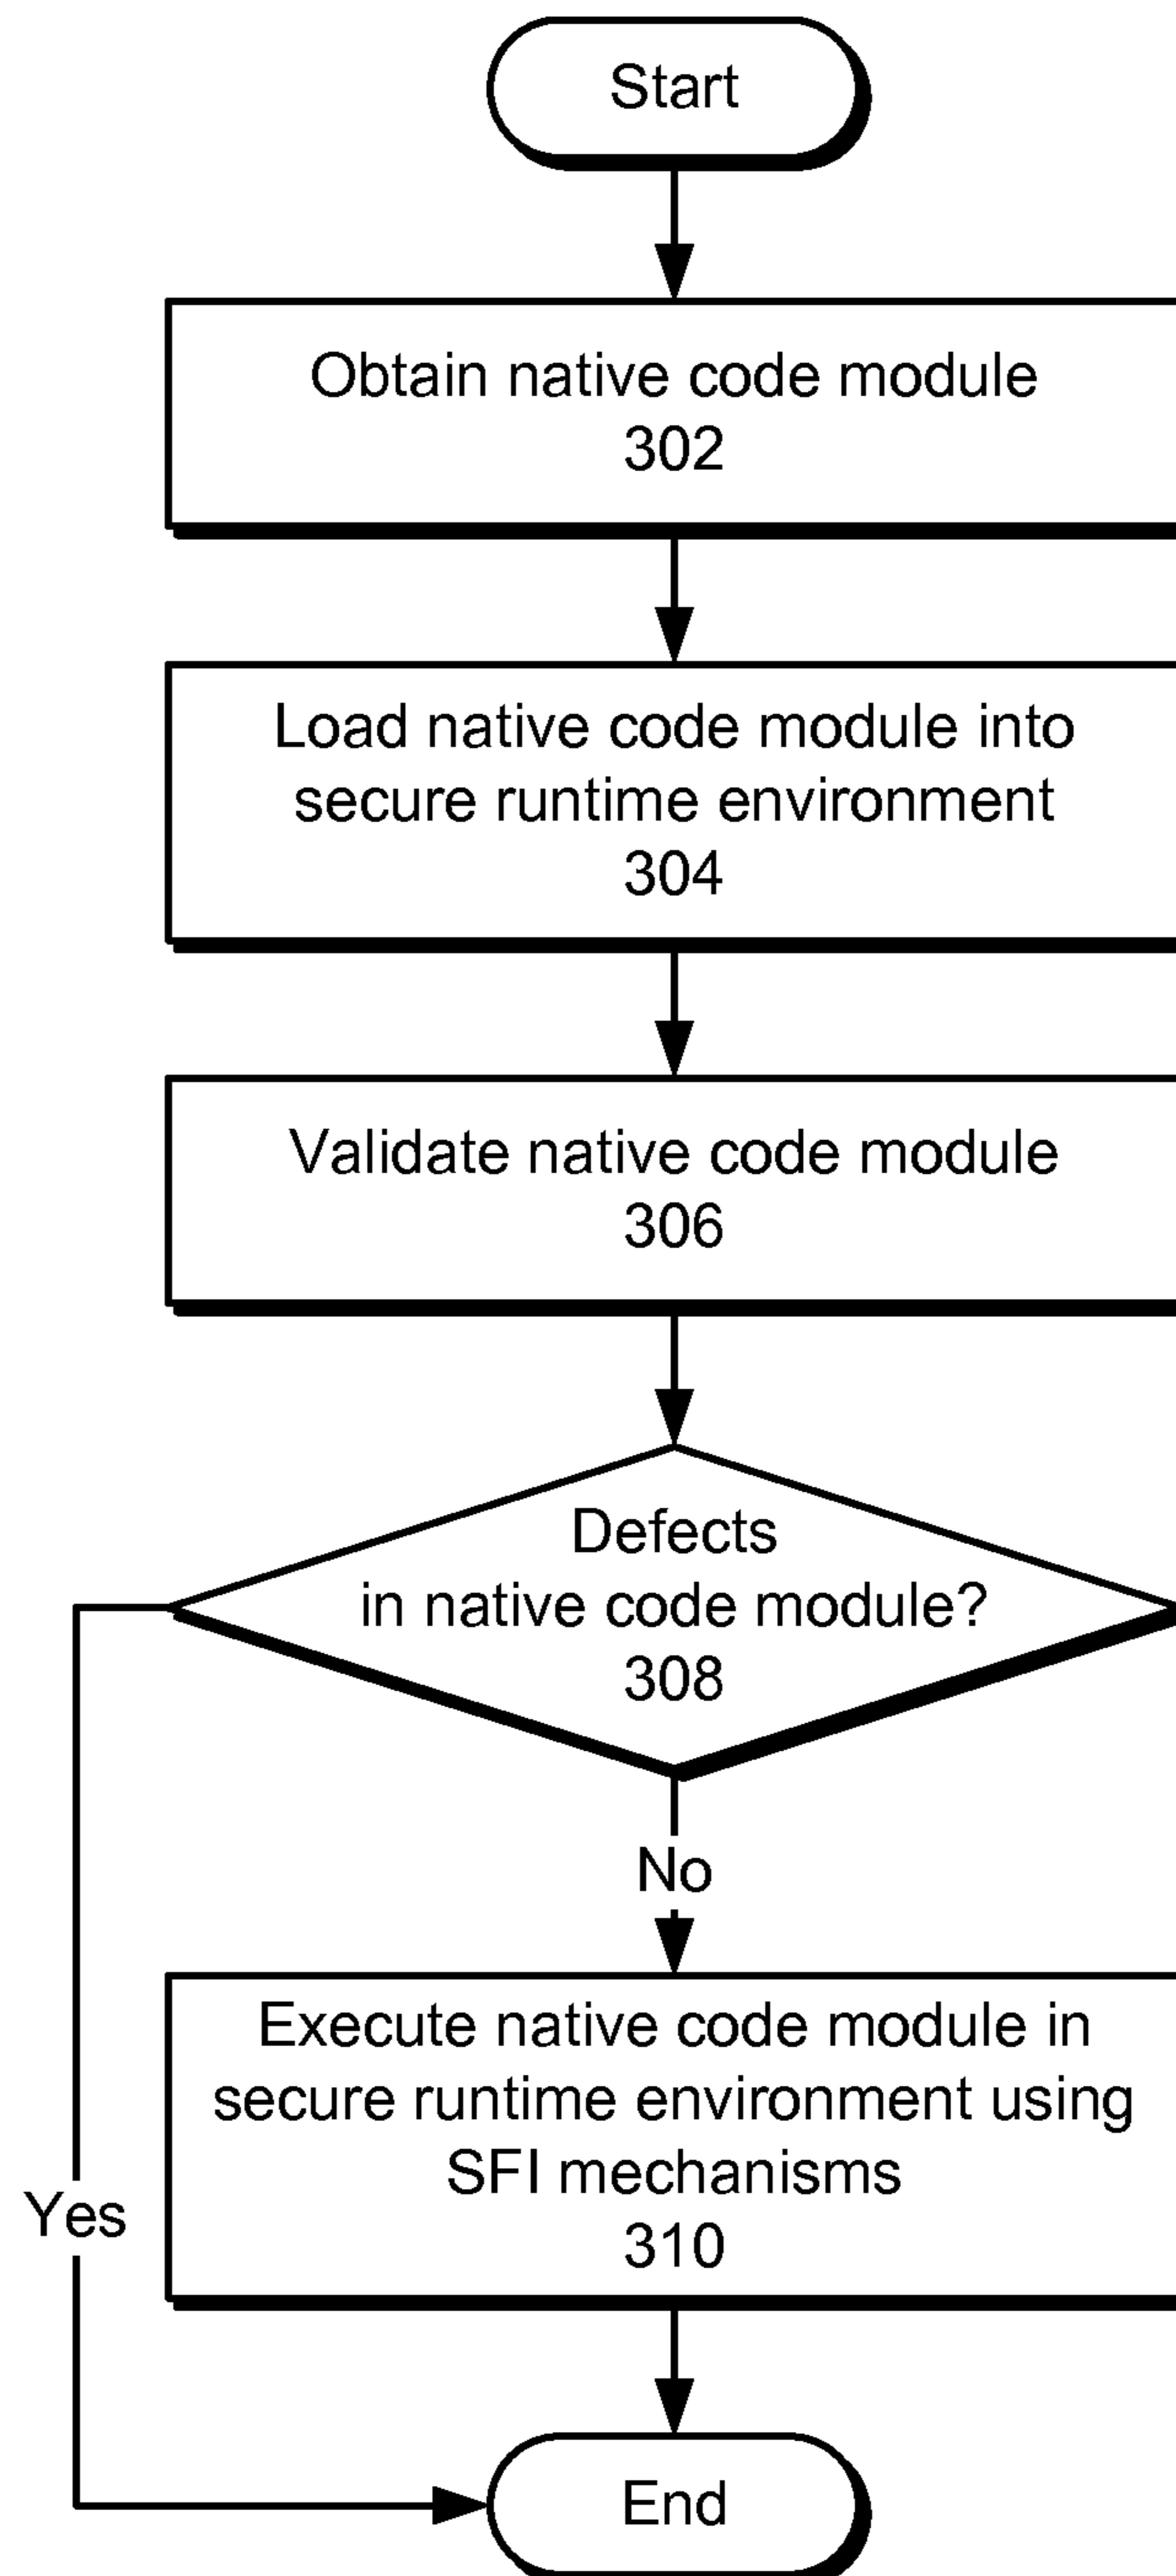 Start
Obtain native code module
302
Load native code module into
secure runtime environment
304
Validate native code module
306
Defects
in native code module?
308
No
Execute native code module in
secure runtime environment using
SFI mechanisms
310
Yes
End